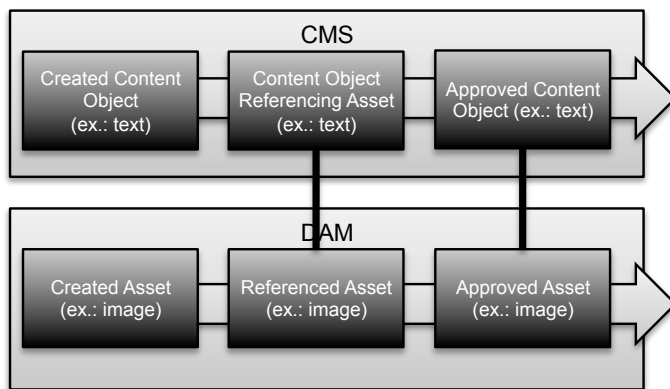 CMS
Created Content
Object
(ex.: text)
Content Object
Referencing Asset
(ex.: text)
Approved Content
Object (ex.: text)
DAM
Created Asset
(ex.: image)
Referenced Asset
(ex.: image)
Approved Asset
(ex.: image)